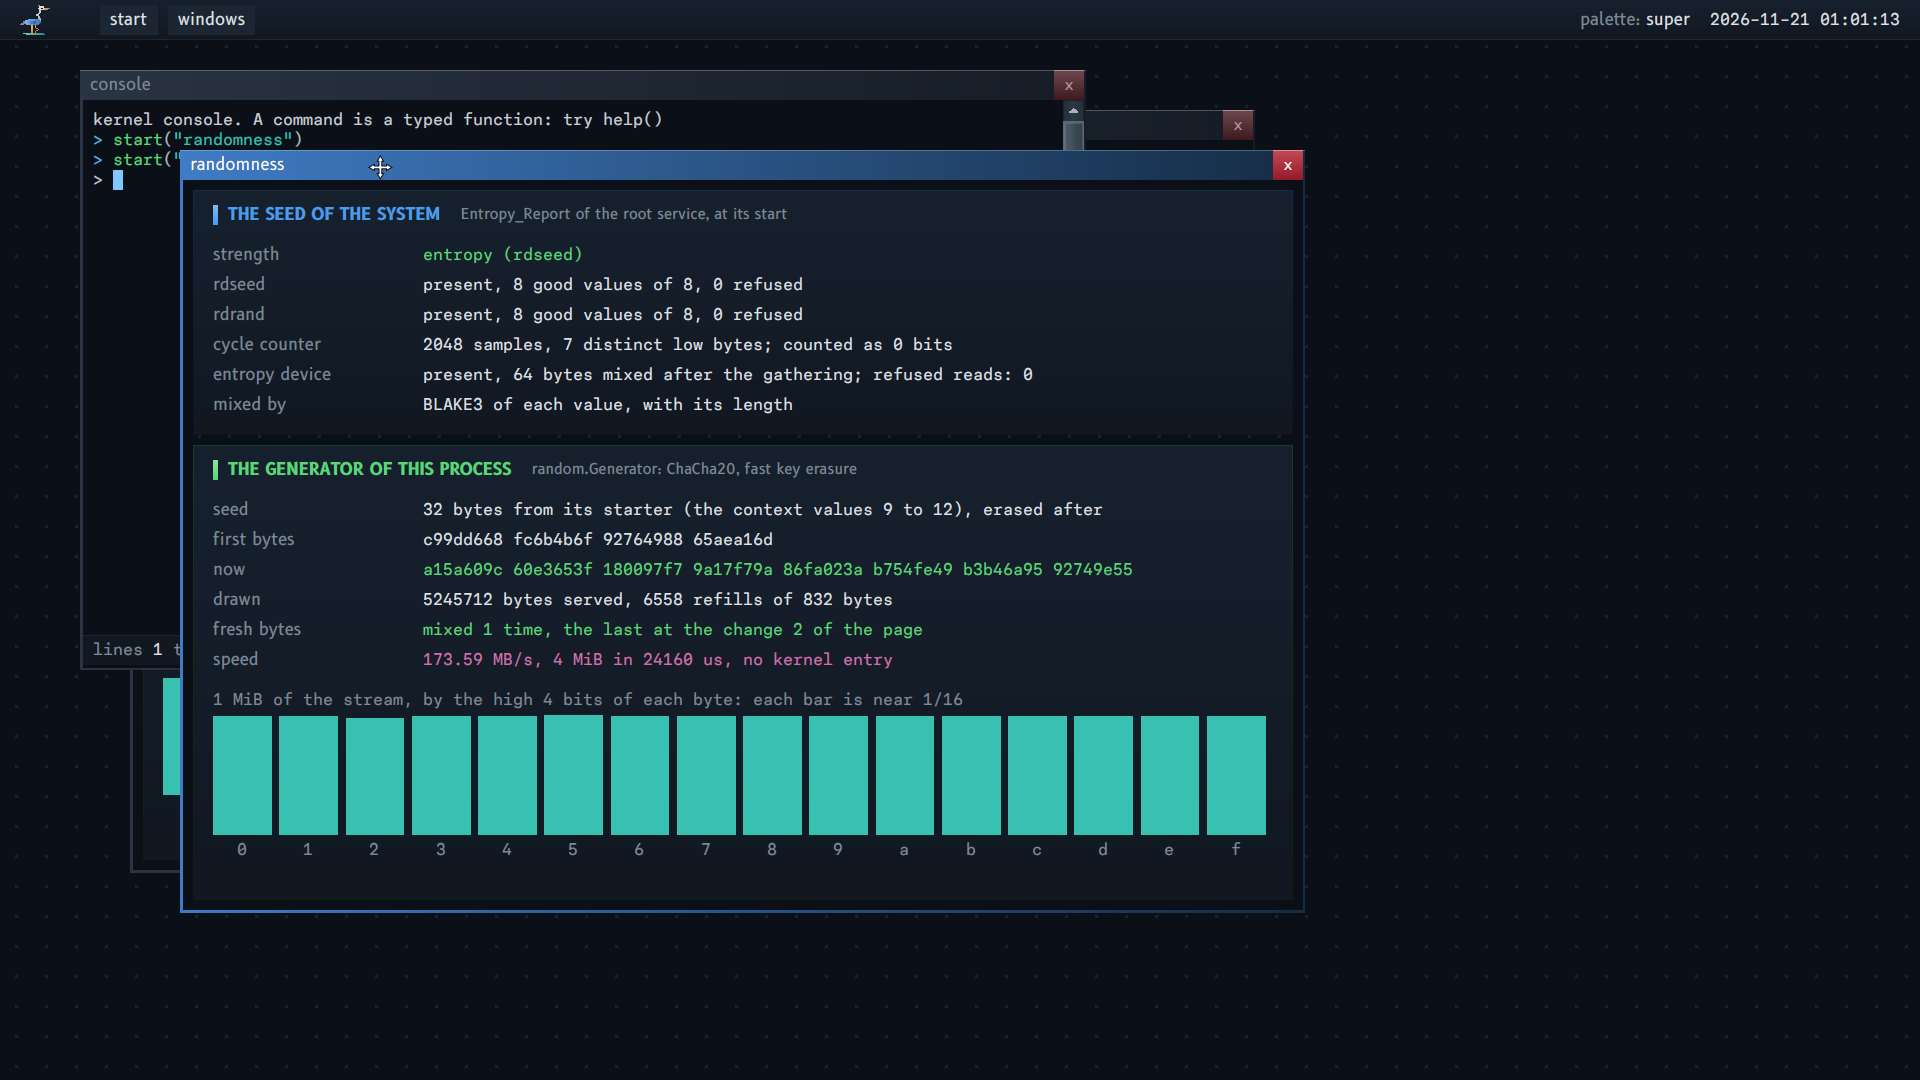 start windows palette: super 2026-11-21 01:01:13
console x
kernel console. A command is a typed function: try help()
> start("randomness")
> start("
>
x
randomness x
THE SEED OF THE SYSTEM Entropy_Report of the root service, at its start
strength entropy (rdseed)
rdseed present, 8 good values of 8, 0 refused
rdrand present, 8 good values of 8, 0 refused
cycle counter 2048 samples, 7 distinct low bytes; counted as 0 bits
entropy device present, 64 bytes mixed after the gathering; refused reads: 0
mixed by BLAKE3 of each value, with its length
THE GENERATOR OF THIS PROCESS random.Generator: ChaCha20, fast key erasure
seed 32 bytes from its starter (the context values 9 to 12), erased after
first bytes c99dd668 fc6b4b6f 92764988 65aea16d
now a15a609c 60e3653f 180097f7 9a17f79a 86fa023a b754fe49 b3b46a95 92749e55
drawn 5245712 bytes served, 6558 refills of 832 bytes
fresh bytes mixed 1 time, the last at the change 2 of the page
speed 173.59 MB/s, 4 MiB in 24160 us, no kernel entry
1 MiB of the stream, by the high 4 bits of each byte: each bar is near 1/16
0 1 2 3 4 5 6 7 8 9 a b c d e f
lines 1 t